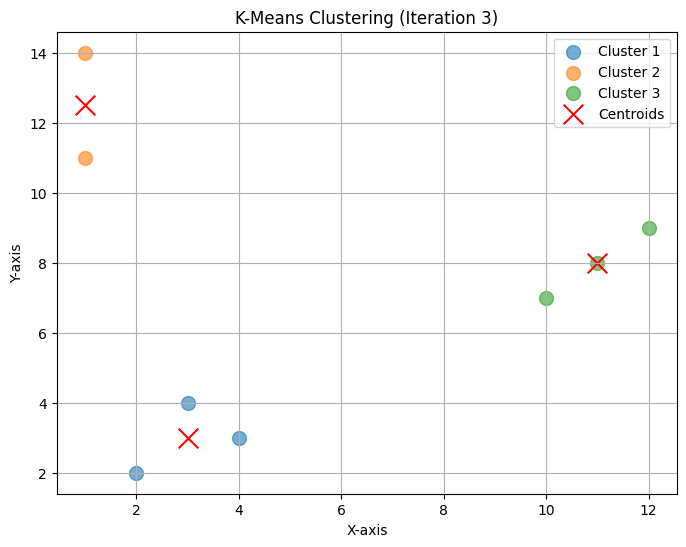 K-Means Clustering (Iteration 3)
Cluster 1
Cluster 2
Cluster 3
Centroids
Y-axis
14
12
10
8
6
4
2
2 4 6 8 10 12
X-axis